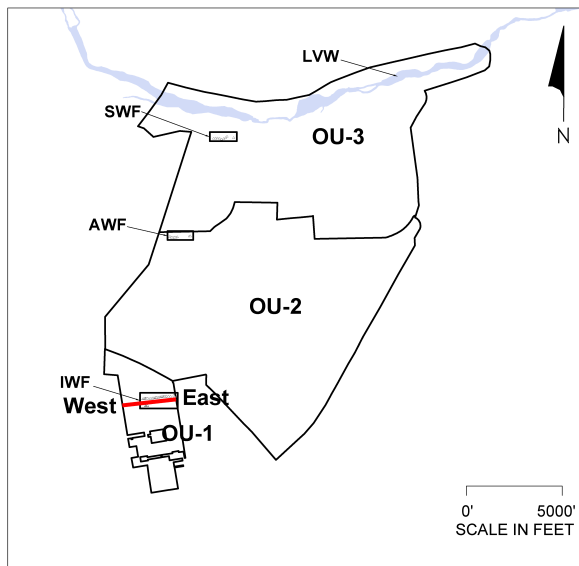 LVW
SWF
OU-3
N
AWF
OU-2
IWF
West East
OU-1
0' 5000'
SCALE IN FEET